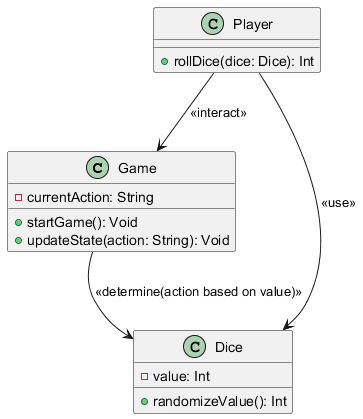 C Player
rollDice(dice: Dice): Int
«interact»
C Game
currentAction: String
startGame(): Void
updateState(action: String): Void
«use»
«determine(action based on value)»
C Dice
value: Int
randomizeValue(): Int